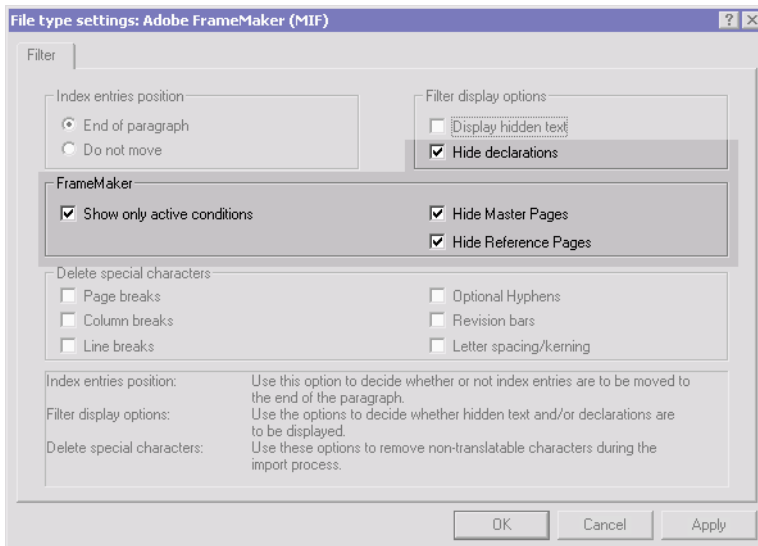 File type settings: Adobe FrameMaker (MIF)
Filter
Index entries position
End of paragraph
Do not move
Filter display options
Display hidden text
Hide declarations
FrameMaker
Show only active conditions
Hide Master Pages
Hide Reference Pages
Delete special characters
Page breaks
Column breaks
Line breaks
Optional Hyphens
Revision bars
Letter spacing/kerning
Index entries position: Use this option to decide whether or not index entries are to be moved to
the end of the paragraph.
Filter display options: Use the options to decide whether hidden text and/or declarations are
to be displayed.
Delete special characters: Use these options to remove non-translatable characters during the
import process.
OK Cancel Apply